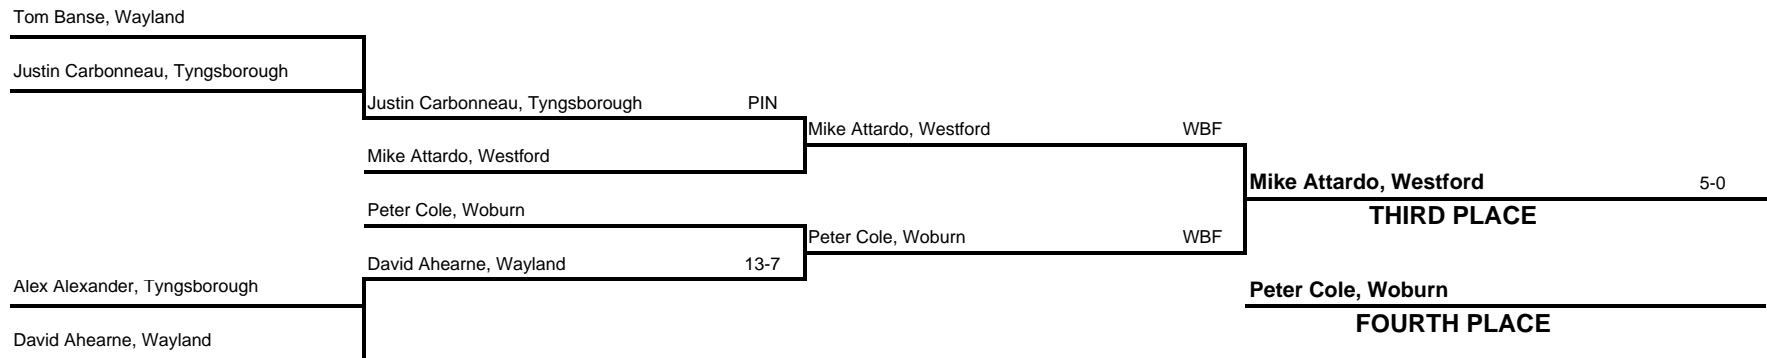 Tom Banse, Wayland
Justin Carbonneau, Tyngsborough
Justin Carbonneau, Tyngsborough PIN
Mike Attardo, Westford WBF
Mike Attardo, Westford
Mike Attardo, Westford 5-0
THIRD PLACE
Peter Cole, Woburn
Peter Cole, Woburn WBF
David Ahearne, Wayland 13-7
Alex Alexander, Tyngsborough
Peter Cole, Woburn
FOURTH PLACE
David Ahearne, Wayland